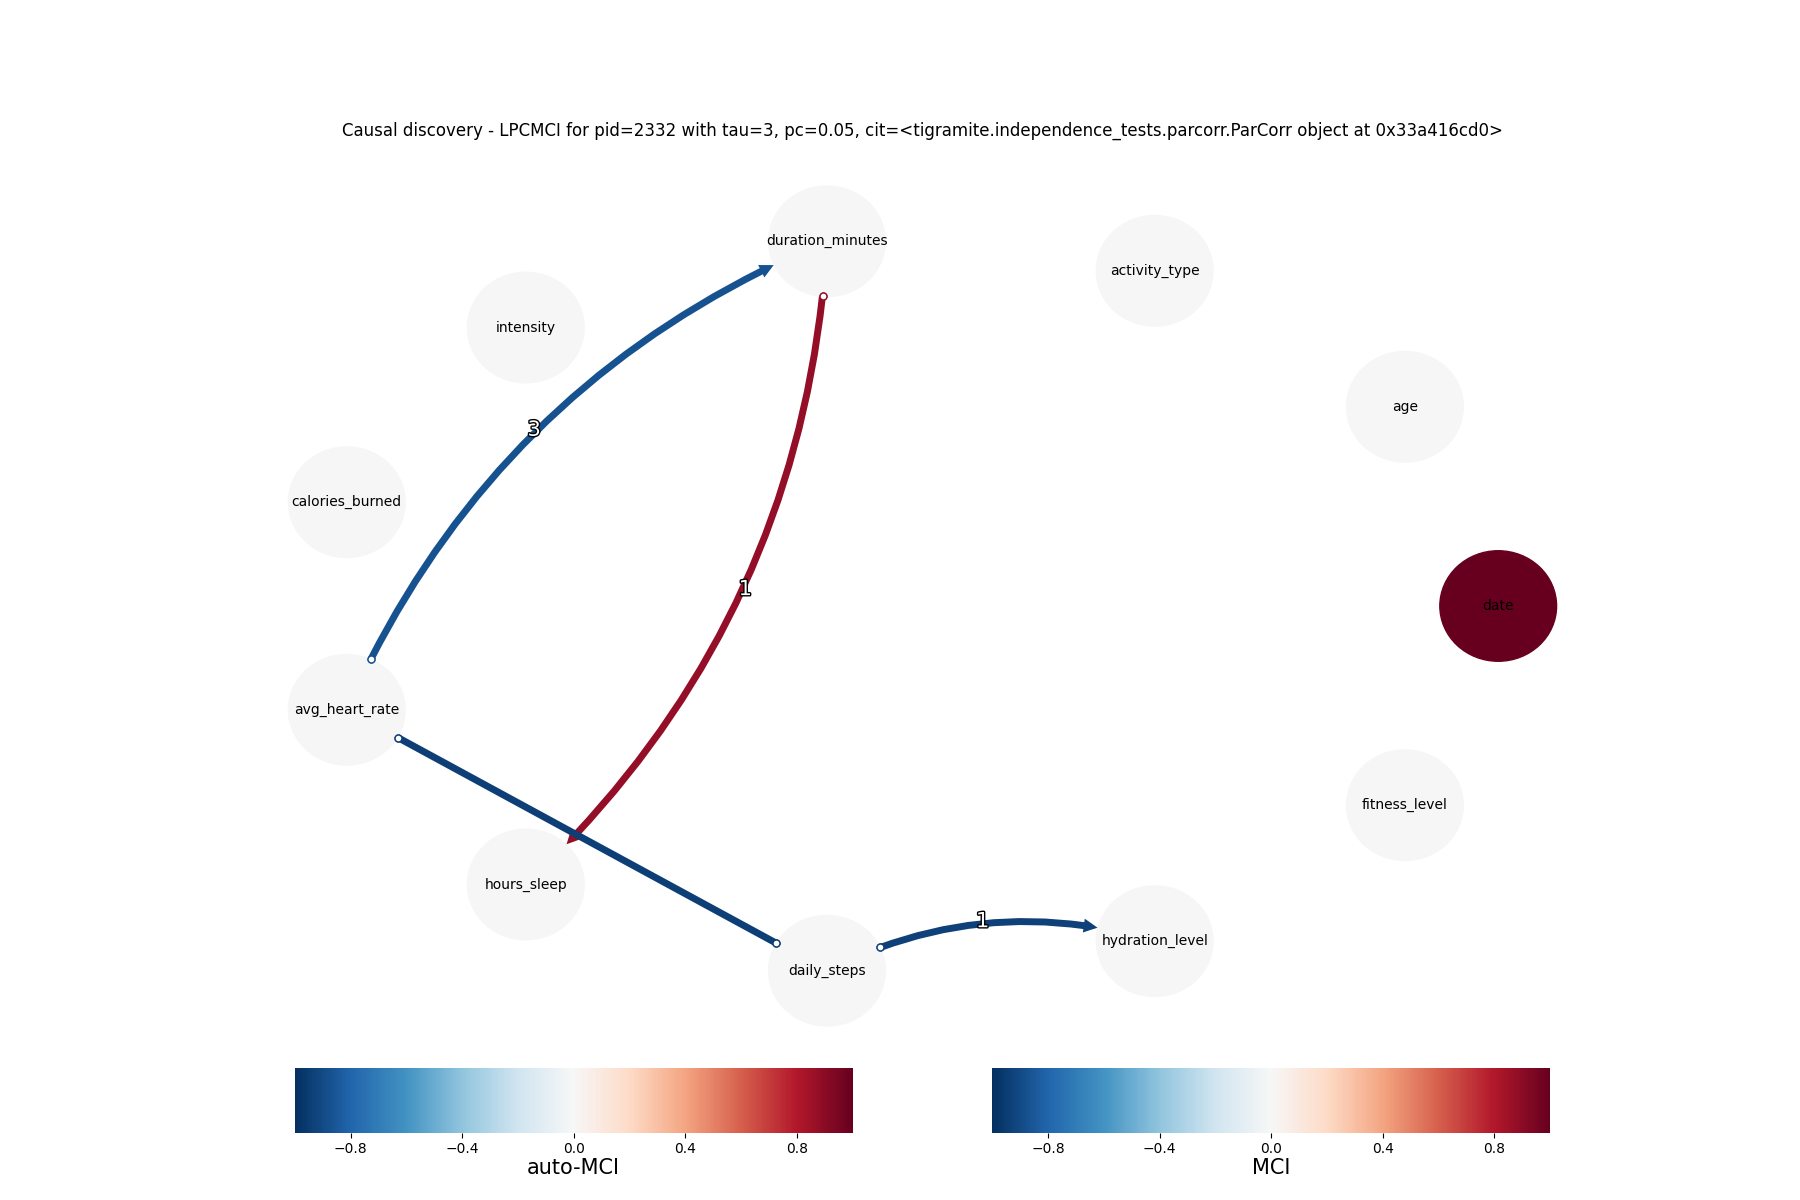 Causal discovery - LPCMCI for pid=2332 with tau=3, pc=0.05, cit=<tigramite.independence_tests.parcorr.ParCorr object at 0x33a416cd0>
duration_minutes
activity_type
intensity
age
3
calories_burned
1
date
avg_heart_rate
fitness_level
hours_sleep
1
hydration_level
daily_steps
−0.8 −0.4 0.0 0.4 0.8
auto-MCI
−0.8 −0.4 0.0 0.4 0.8
MCI